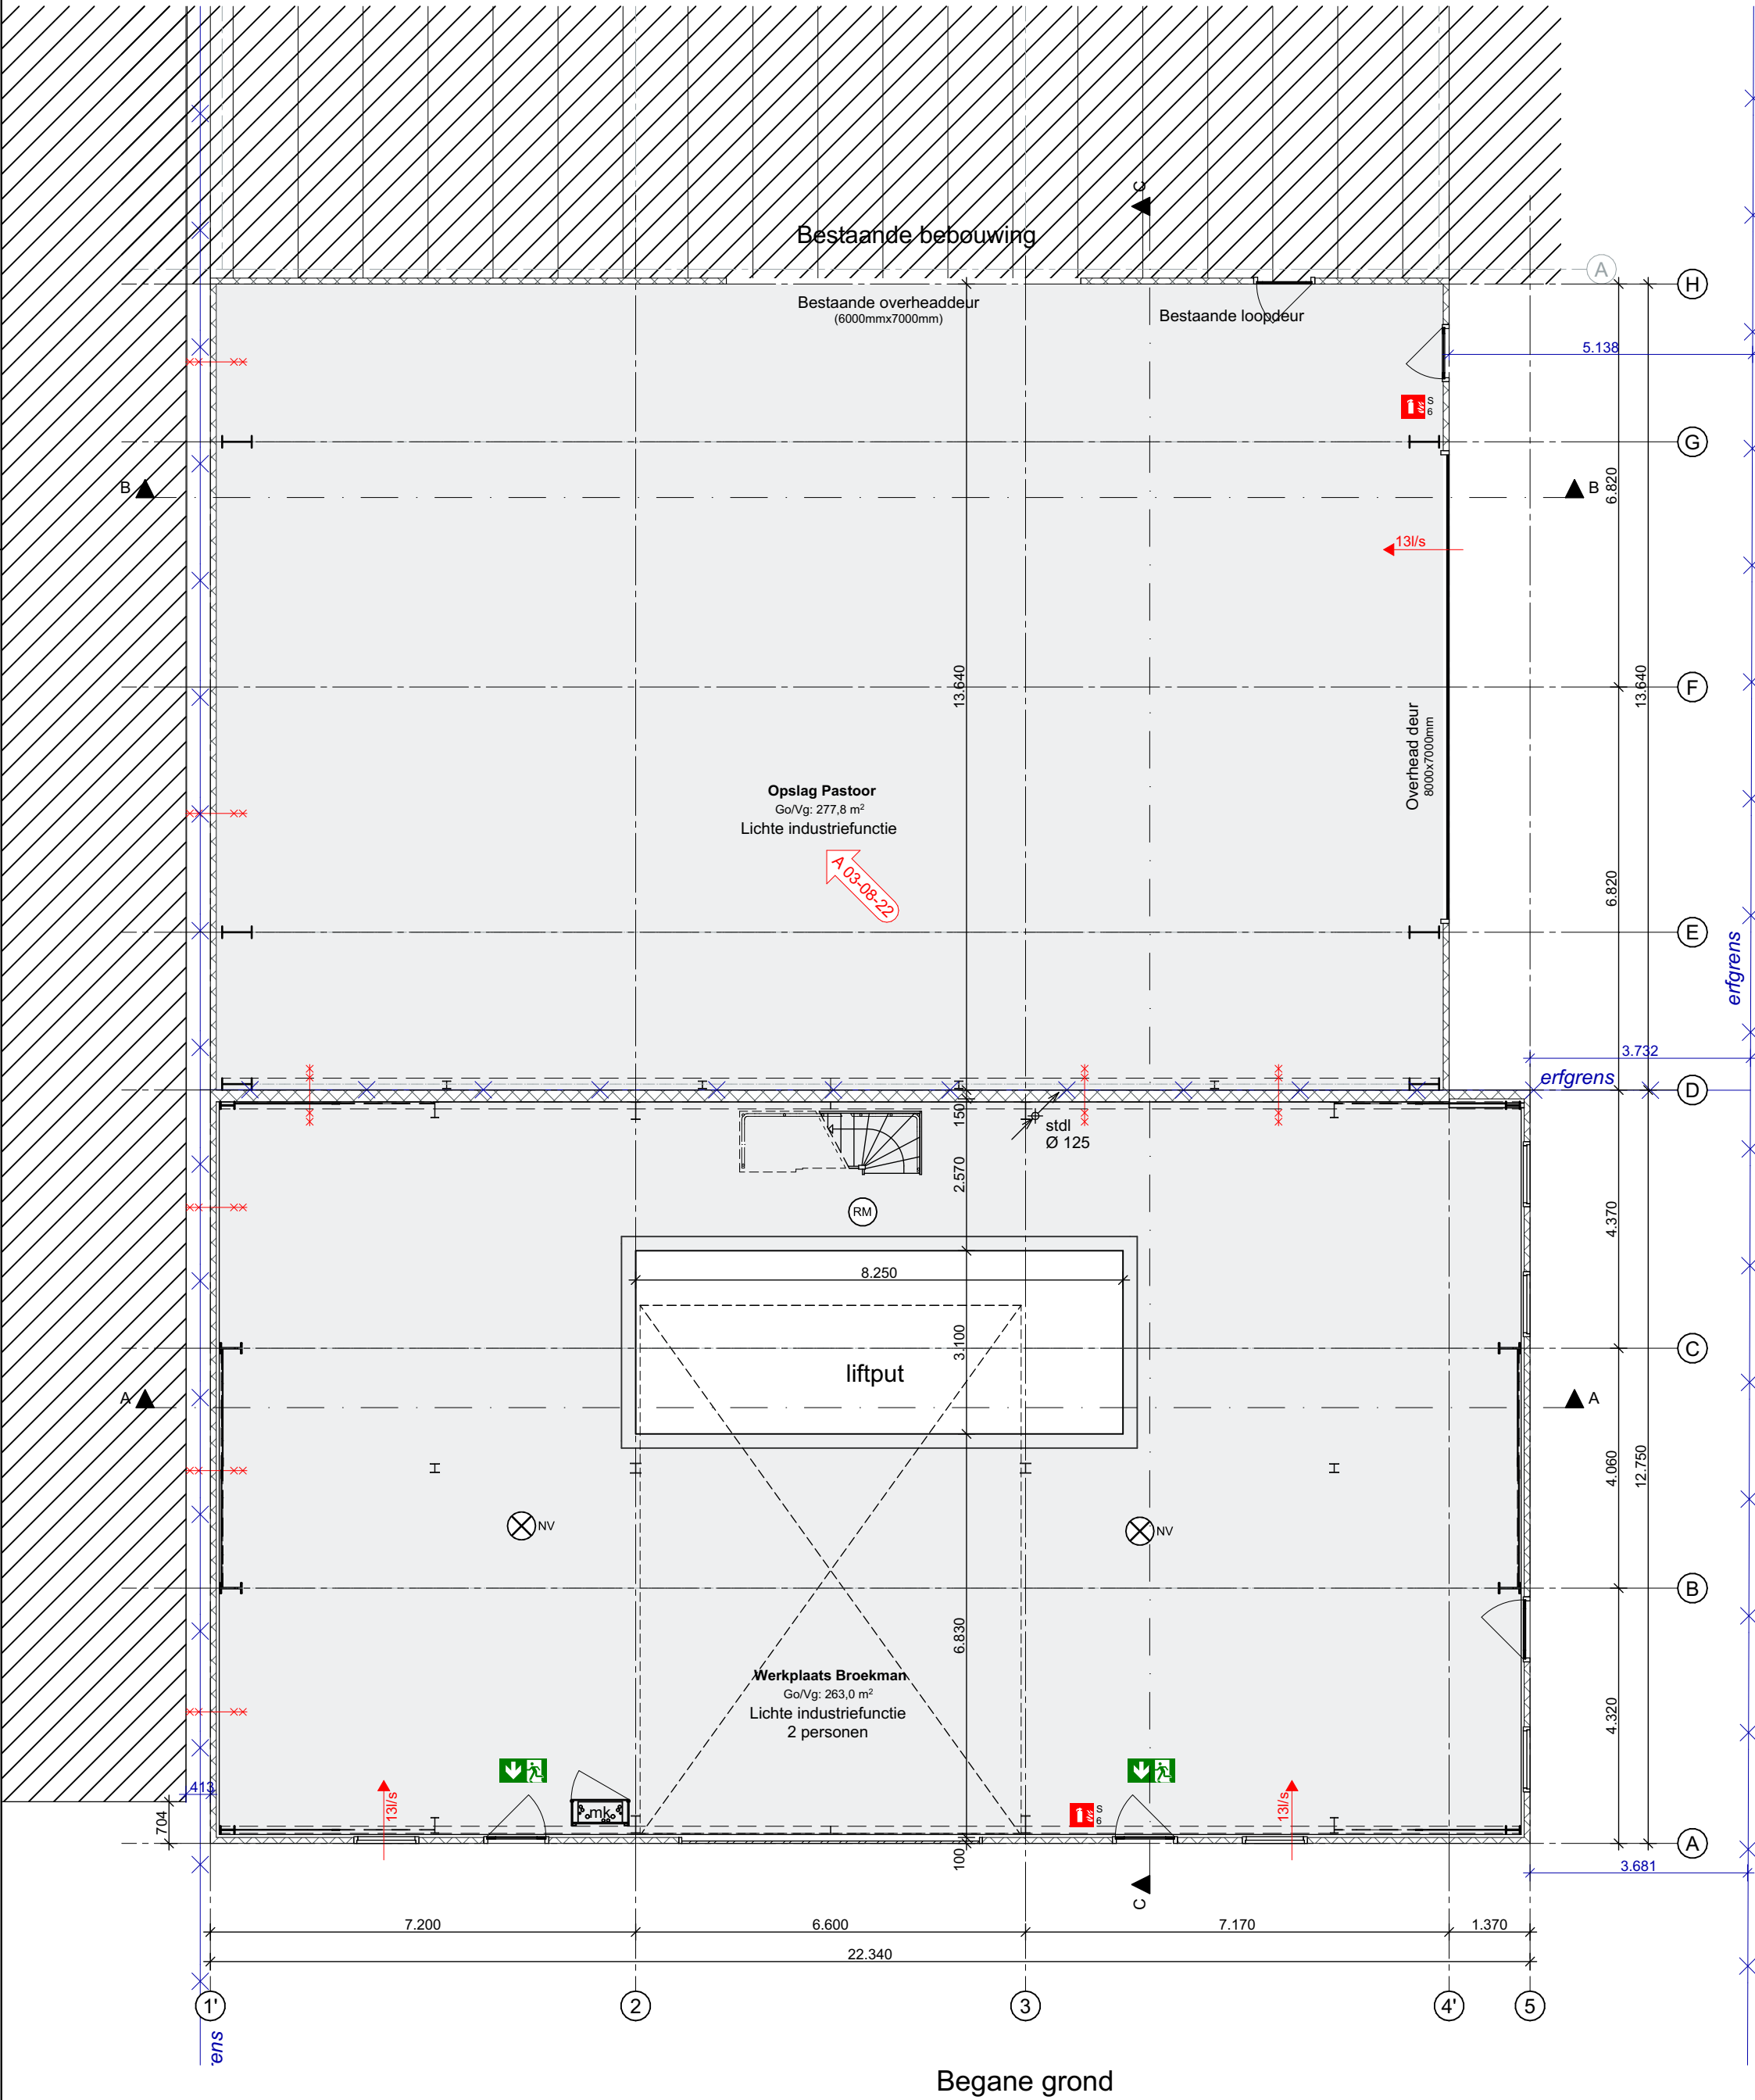 C
Bestaande bebouwing
A
H
Bestaande overheaddeur
(6000mmx7000mm)
Bestaande loopdeur
5.138
S
6
G
B
B
6.820
13l/s
13.640
13.640
F
Overhead deur
8000x7000mm
Opslag Pastoor
Go/Vg: 277,8 m²
Lichte industriefunctie
A 03-08-22
6.820
E
erfgrens
3.732
erfgrens
D
150
stdl
Ø 125
2.570
RM
4.370
8.250
3.100
C
liftput
A
A
4.060
12.750
NV
NV
B
6.830
Werkplaats Broekman
Go/Vg: 263,0 m²
Lichte industriefunctie
2 personen
4.320
413
704
13l/s
mk
S
6
13l/s
A
100
3.681
C
7.200
6.600
7.170
1.370
22.340
1'
2
3
4'
5
rens
Begane grond